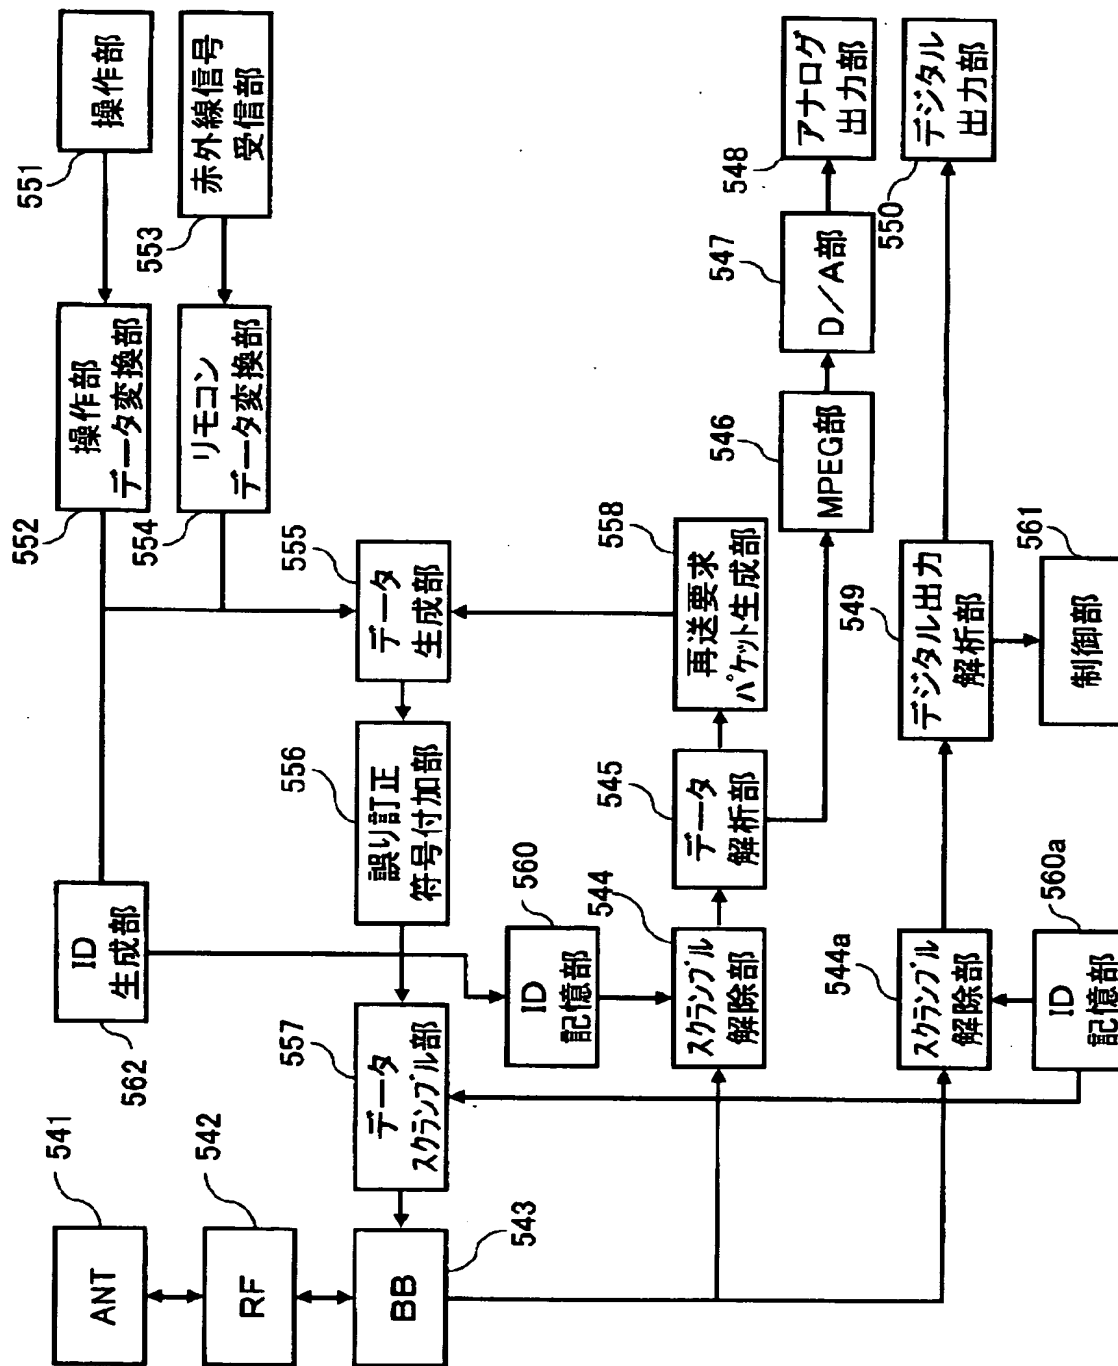 541
ANT
542
RF
543
BB
562
ID
生成部
552
操作部
データ変換部
551
操作部
554
リモコン
データ変換部
553
赤外線信号
受信部
557
データ
スクランブル部
556
誤り訂正
符号付加部
555
データ
生成部
560
ID
記憶部
544
スクランブル
解除部
545
データ
解析部
558
再送要求
パケット生成部
546
MPEG部
547
D/A部
548
アナログ
出力部
544a
スクランブル
解除部
549
デジタル出力
解析部
550
デジタル
出力部
560a
ID
記憶部
561
制御部